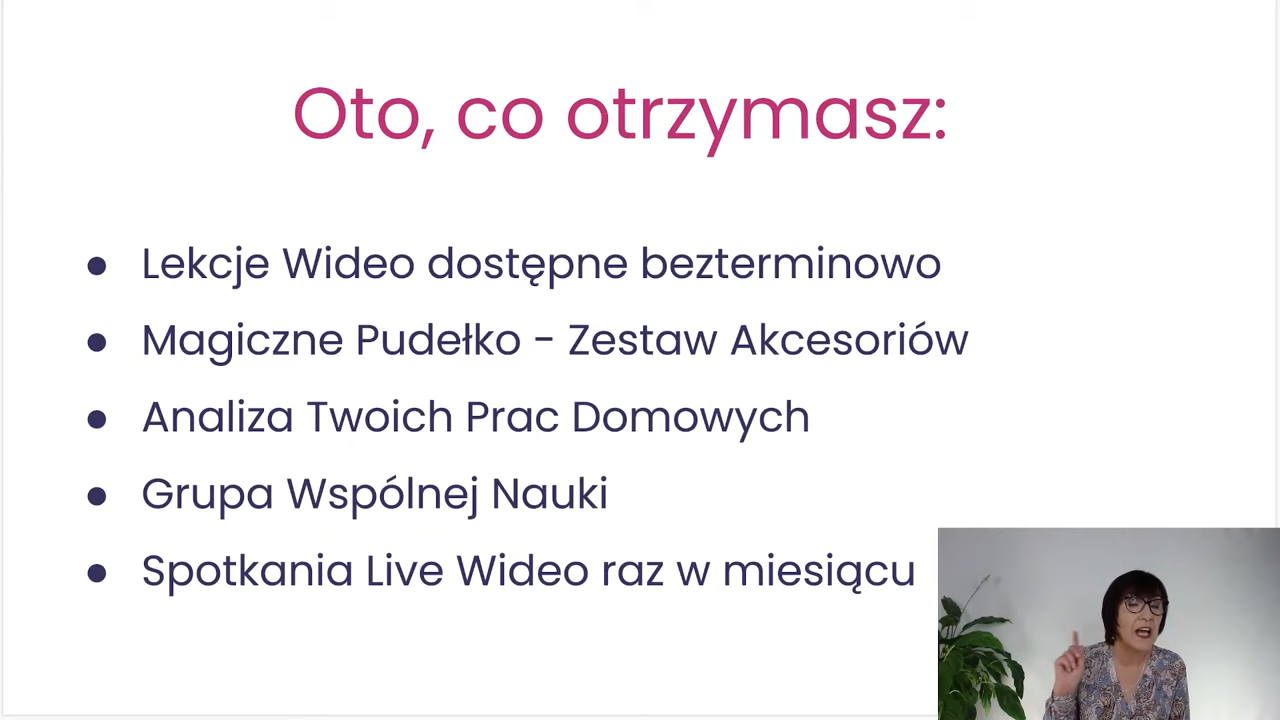 Oto, co otrzymasz:
● Lekcje Wideo dostępne bezterminowo
● Magiczne Pudełko - Zestaw Akcesoriów
● Analiza Twoich Prac Domowych
● Grupa Wspólnej Nauki
● Spotkania Live Wideo raz w miesiącu